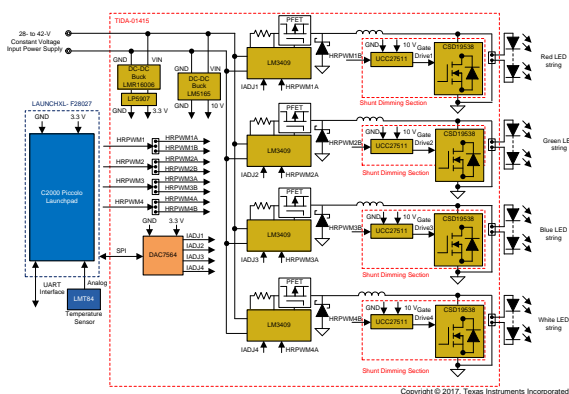 TIDA-01415
28- to 42-V
Constant Voltage
Input Power Supply
GND
VIN
DC-DC
Buck
LMR16006
LP5907
GND
3.3 V
GND
VIN
DC-DC
Buck
LM5165
GND
10 V
LAUNCHXL- F28027
GND
3.3 V
C2000 Piccolo
Launchpad
HRPWM1
HRPWM1A
HRPWM1B
HRPWM2
HRPWM2A
HRPWM2B
HRPWM3
HRPWM3A
HRPWM3B
HRPWM4
HRPWM4A
HRPWM4B
GND
3.3 V
SPI
DAC7564
IADJ1
IADJ2
IADJ3
IADJ4
UART
Interface
Analog
LMT84
Temperature
Sensor
PFET
LM3409
IADJ1
HRPWM1A
HRPWM1B
GND
10 V
Gate
Drive1
UCC27511
CSD19538
Shunt Dimming Section
Red LED
string
PFET
LM3409
IADJ2
HRPWM2A
HRPWM2B
GND
10 V
Gate
Drive2
UCC27511
CSD19538
Shunt Dimming Section
Green LE
string
PFET
LM3409
IADJ3
HRPWM3A
HRPWM3B
GND
10 V
Gate
Drive3
UCC27511
CSD19538
Shunt Dimming Section
Blue LED
string
PFET
LM3409
IADJ4
HRPWM4A
HRPWM4B
GND
10 V
Gate
Drive4
UCC27511
CSD19538
Shunt Dimming Section
White LED
string
Copyright © 2017, Texas Instruments Incorporated